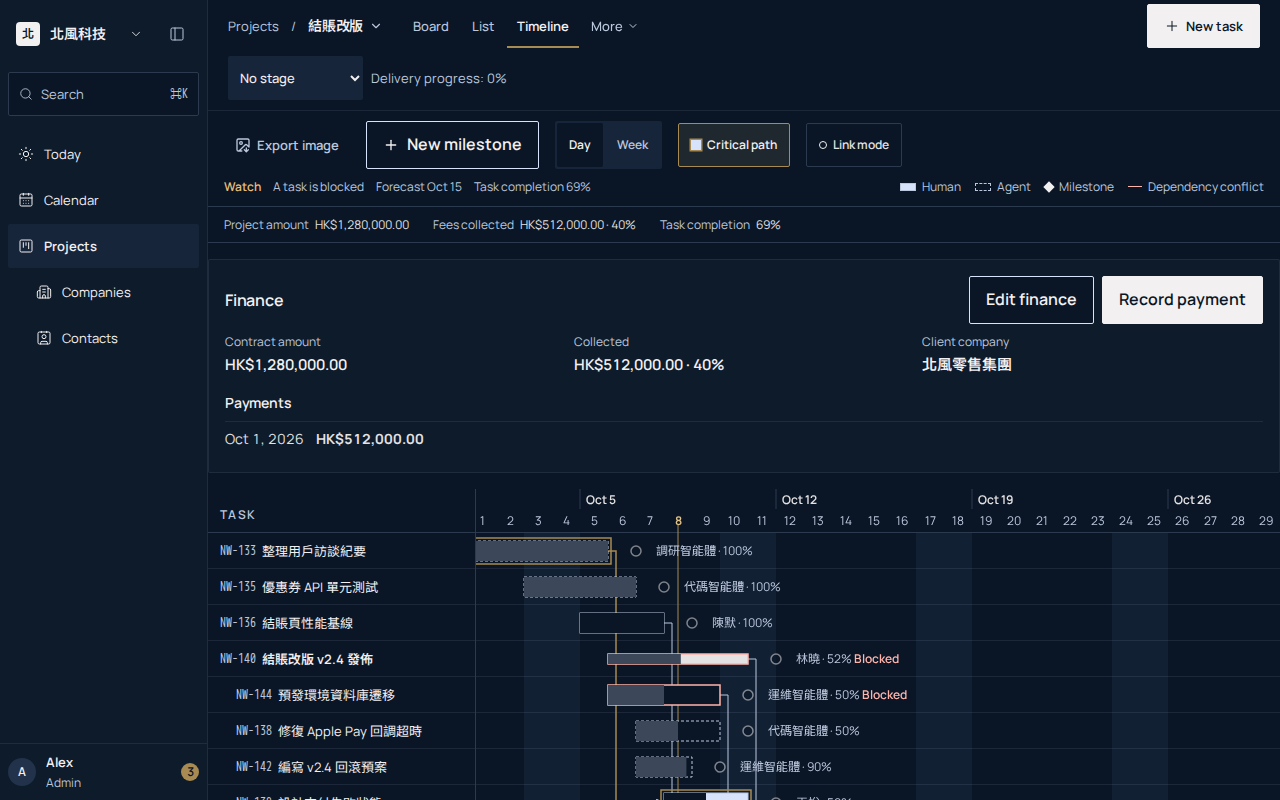 北 北風科技
Search ⌘K
Today
Calendar
Projects
Companies
Contacts
A Alex
Admin
3
Projects / 結賬改版 Board List Timeline More
New task
No stage Delivery progress: 0%
Export image New milestone Day Week Critical path Link mode
Watch A task is blocked Forecast Oct 15 Task completion 69% Human Agent Milestone Dependency conflict
Project amount HK$1,280,000.00 Fees collected HK$512,000.00 · 40% Task completion 69%
Finance Edit finance Record payment
Contract amount Collected Client company
HK$1,280,000.00 HK$512,000.00 · 40% 北風零售集團
Payments
Oct 1, 2026 HK$512,000.00
Oct 5 Oct 12 Oct 19 Oct 26
TASK 1 2 3 4 5 6 7 8 9 10 11 12 13 14 15 16 17 18 19 20 21 22 23 24 25 26 27 28 29
NW-133 整理用戶訪談紀要 調研智能體 · 100%
NW-135 優惠券 API 單元測試 代碼智能體 · 100%
NW-136 結賬頁性能基線 陳默 · 100%
NW-140 結賬改版 v2.4 發佈 林曉 · 52% Blocked
NW-144 預發環境資料庫遷移 運維智能體 · 50% Blocked
NW-138 修復 Apple Pay 回調超時 代碼智能體 · 50%
NW-142 編寫 v2.4 回滾預案 運維智能體 · 90%